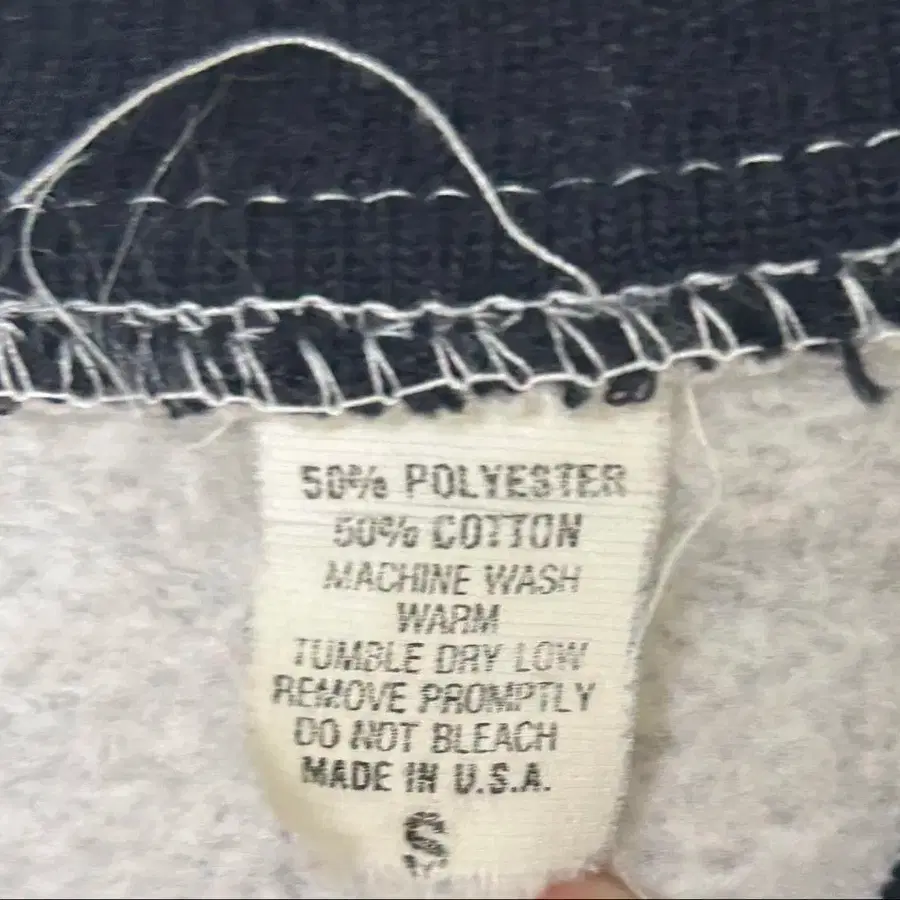 50% POLYESTER
50% COTTON
MACHINE WASH
WARM
TUMBLE DRY LOW
REMOVE PROMPTLY
DO NOT BLEACH
MADE IN U.S.A.
S